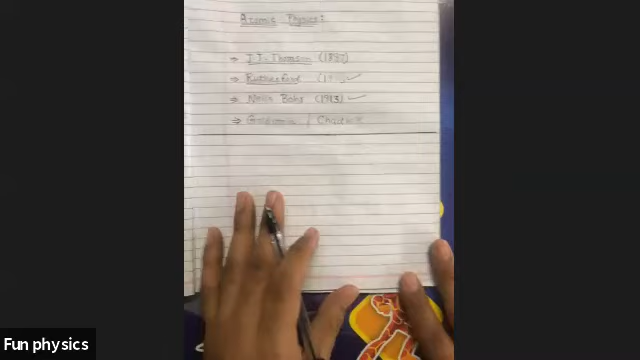 Atomic Physics:
⇒ J.J. Thomson (1897)
⇒ Rutherford
⇒ Neils Bohr (1913)
⇒ Goldstein / Chadwick
Fun physics